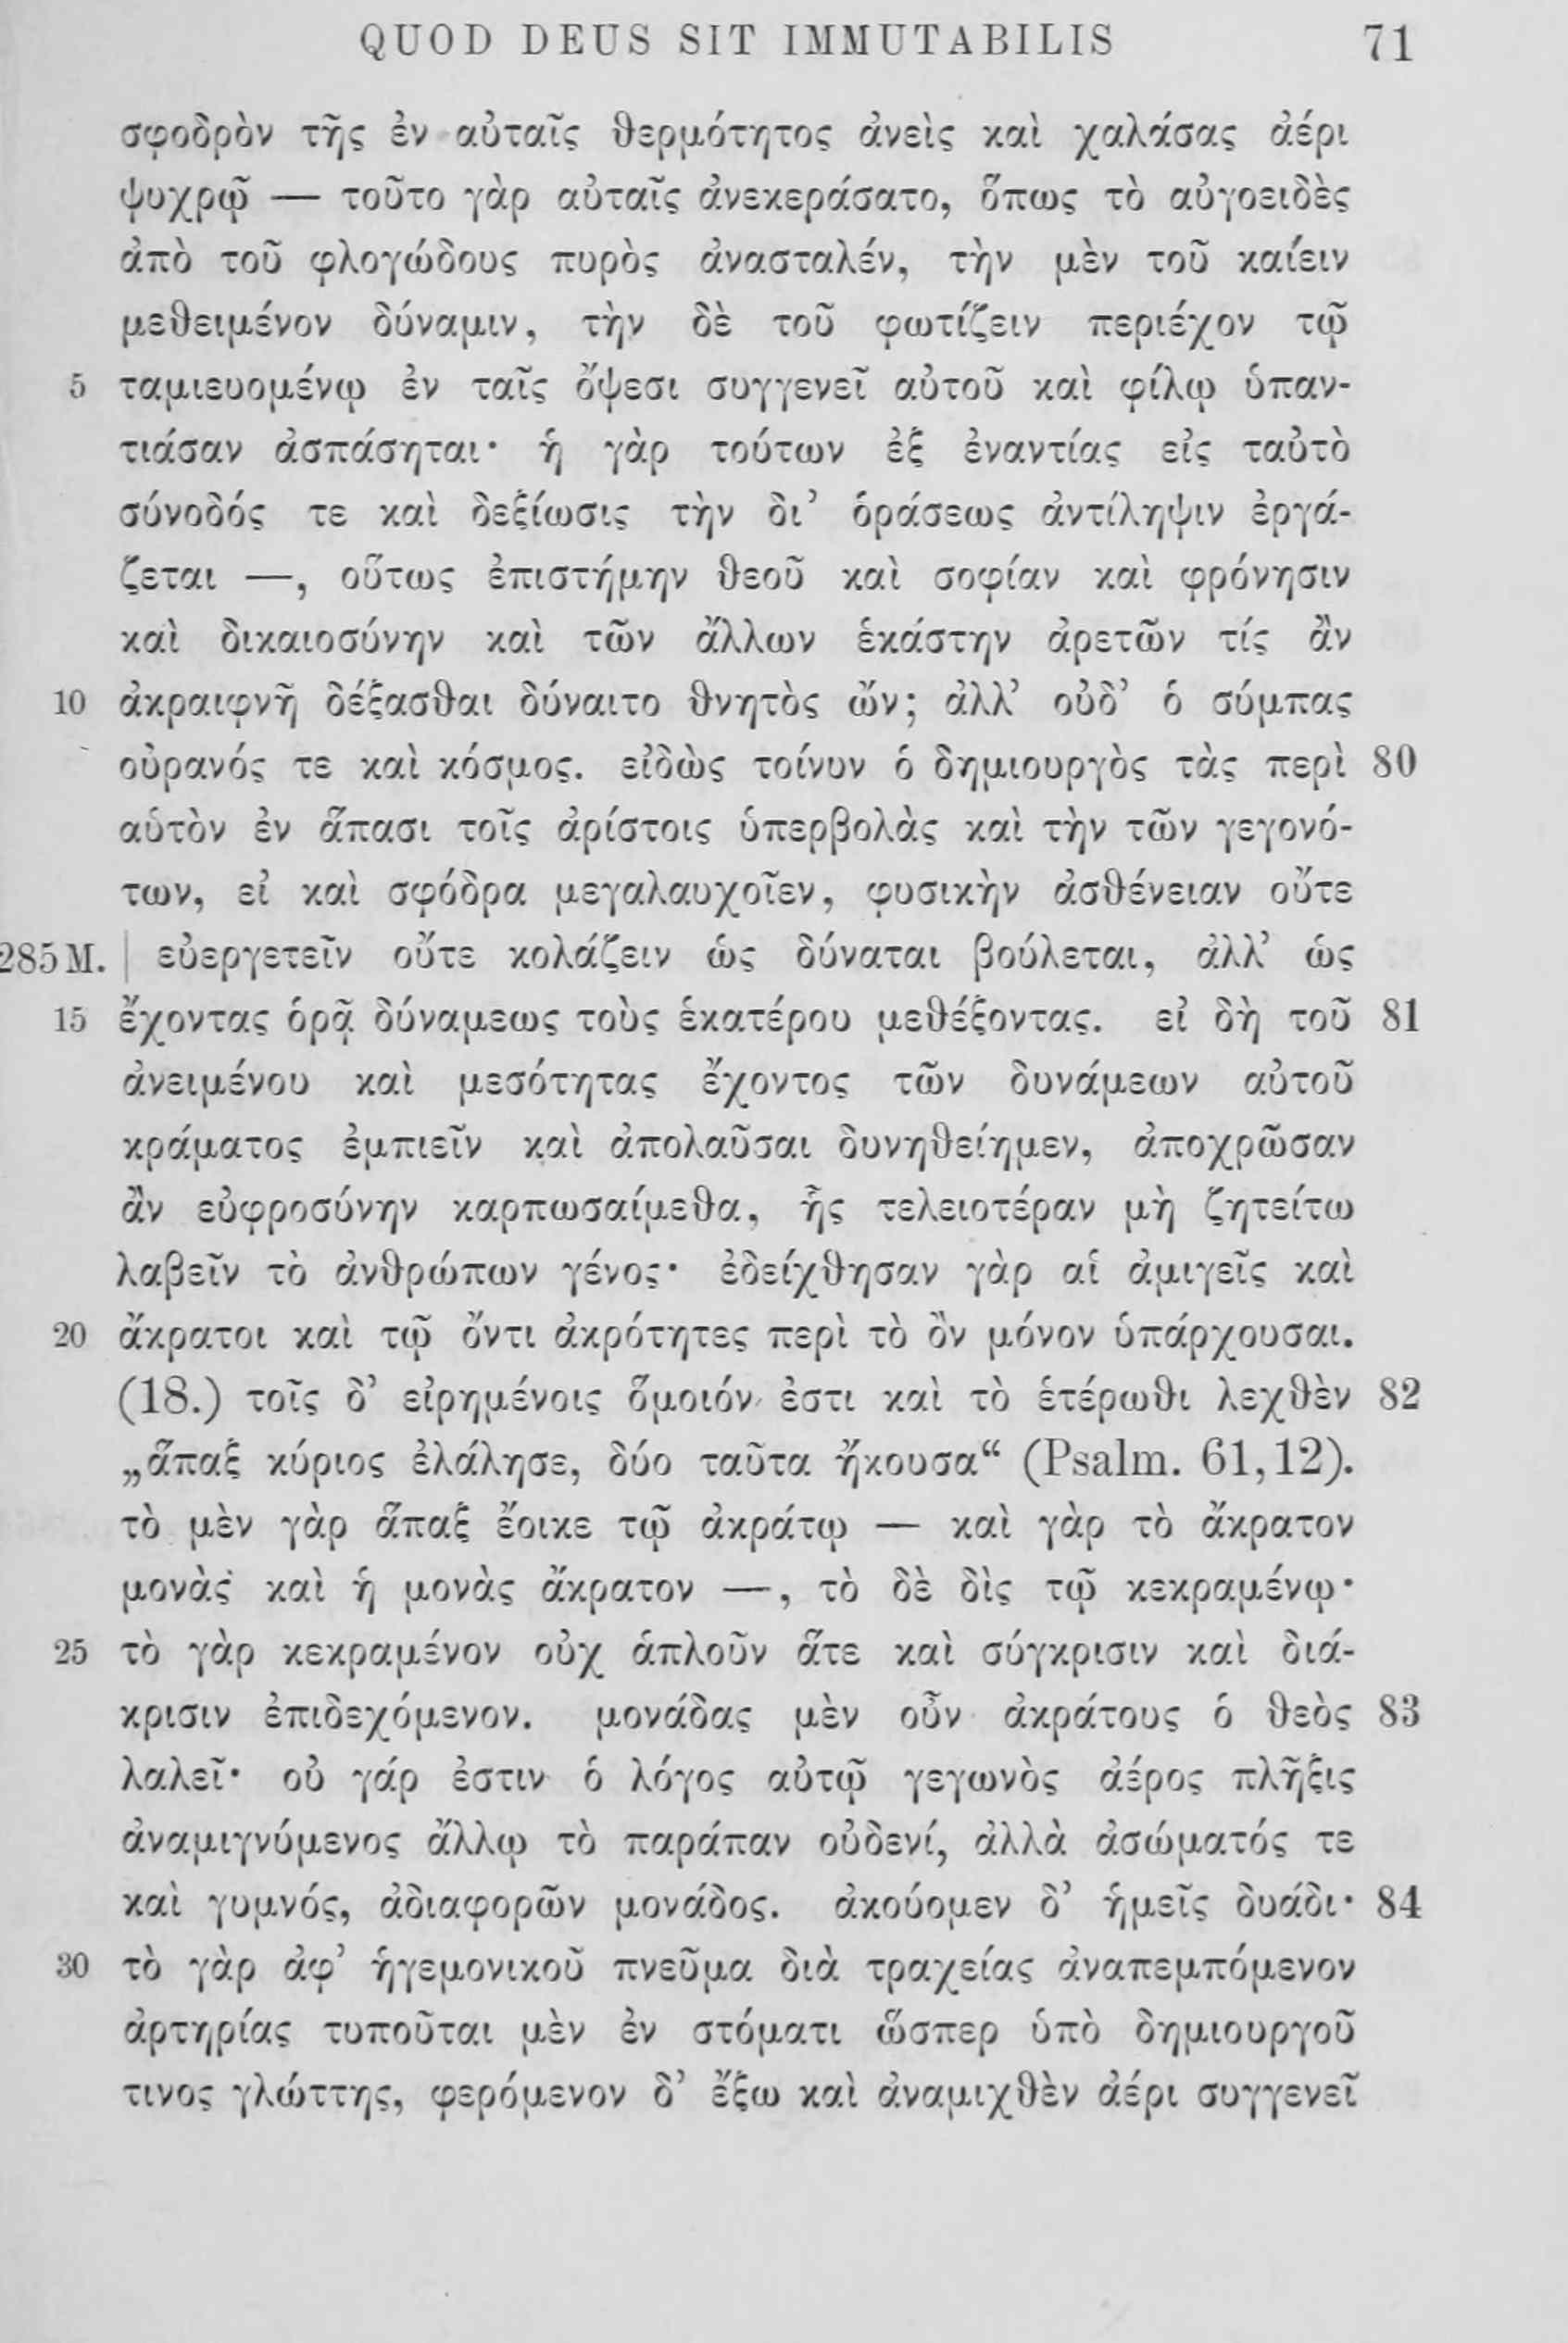 QUOD DEUS SIT IMMUTABILIS 71
σφοδρὸν τῆς ἐν αὐταῖς θερμότητος ἀνεὶς καὶ χαλάσας ἀέρι
ψυχρῷ — τοῦτο γὰρ αὐταῖς ἀνεκεράσατο, ὅπως τὸ αὐγοειδὲς
ἀπὸ τοῦ φλογώδους πυρὸς ἀνασταλέν, τὴν μὲν τοῦ καίειν
μεθειμένον δύναμιν, τὴν δὲ τοῦ φωτίζειν περιέχον τῷ
5 ταμιευομένῳ ἐν ταῖς ὄψεσι συγγενεῖ αὐτοῦ καὶ φίλῳ ὑπαν-
τιάσαν ἀσπάσηται· ἡ γὰρ τούτων ἐξ ἐναντίας εἰς ταὐτὸ
σύνοδός τε καὶ δεξίωσις τὴν δι’ ὁράσεως ἀντίληψιν ἐργά-
ζεται —, οὕτως ἐπιστήμην θεοῦ καὶ σοφίαν καὶ φρόνησιν
καὶ δικαιοσύνην καὶ τῶν ἄλλων ἑκάστην ἀρετῶν τίς ἂν
10 ἀκραιφνῆ δέξασθαι δύναιτο θνητὸς ὤν; ἀλλ’ οὐδ’ ὁ σύμπας
οὐρανός τε καὶ κόσμος. εἰδὼς τοίνυν ὁ δημιουργὸς τὰς περὶ 80
αὑτὸν ἐν ἅπασι τοῖς ἀρίστοις ὑπερβολὰς καὶ τὴν τῶν γεγονό-
των, εἰ καὶ σφόδρα μεγαλαυχοῖεν, φυσικὴν ἀσθένειαν οὔτε
285 M. | εὐεργετεῖν οὔτε κολάζειν ὡς δύναται βούλεται, ἀλλ’ ὡς
15 ἔχοντας ὁρᾷ δύναμεως τοὺς ἑκατέρου μεθέξοντας. εἰ δὴ τοῦ 81
ἀνειμένου καὶ μεσότητας ἔχοντος τῶν δυνάμεων αὐτοῦ
κράματος ἐμπιεῖν καὶ ἀπολαῦσαι δυνηθείημεν, ἀποχρῶσαν
ἂν εὐφροσύνην καρπωσαίμεθα, ἧς τελειοτέραν μὴ ζητείτω
λαβεῖν τὸ ἀνθρώπων γένος· ἐδείχθησαν γὰρ αἱ ἀμιγεῖς καὶ
20 ἄκρατοι καὶ τῷ ὄντι ἀκρότητες περὶ τὸ ὂν μόνον ὑπάρχουσαι.
(18.) τοῖς δ’ εἰρημένοις ὅμοιόν ἐστι καὶ τὸ ἑτέρωθι λεχθὲν 82
„ἅπαξ κύριος ἐλάλησε, δύο ταῦτα ἤκουσα“ (Psalm. 61,12).
τὸ μὲν γὰρ ἅπαξ ἔοικε τῷ ἀκράτῳ — καὶ γὰρ τὸ ἄκρατον
μονὰς καὶ ἡ μονὰς ἄκρατον —, τὸ δὲ δὶς τῷ κεκραμένῳ·
25 τὸ γὰρ κεκραμένον οὐχ ἁπλοῦν ἅτε καὶ σύγκρισιν καὶ διά-
κρισιν ἐπιδεχόμενον. μονάδας μὲν οὖν ἀκράτους ὁ θεὸς 83
λαλεῖ· οὐ γάρ ἐστιν ὁ λόγος αὐτῷ γεγωνὸς ἀέρος πλῆξις
ἀναμιγνύμενος ἄλλῳ τὸ παράπαν οὐδενί, ἀλλὰ ἀσώματός τε
καὶ γυμνός, ἀδιαφορῶν μονάδος. ἀκούομεν δ’ ἡμεῖς δυάδι· 84
30 τὸ γὰρ ἀφ’ ἡγεμονικοῦ πνεῦμα διὰ τραχείας ἀναπεμπόμενον
ἀρτηρίας τυποῦται μὲν ἐν στόματι ὥσπερ ὑπὸ δημιουργοῦ
τινος γλώττης, φερόμενον δ’ ἔξω καὶ ἀναμιχθὲν ἀέρι συγγενεῖ